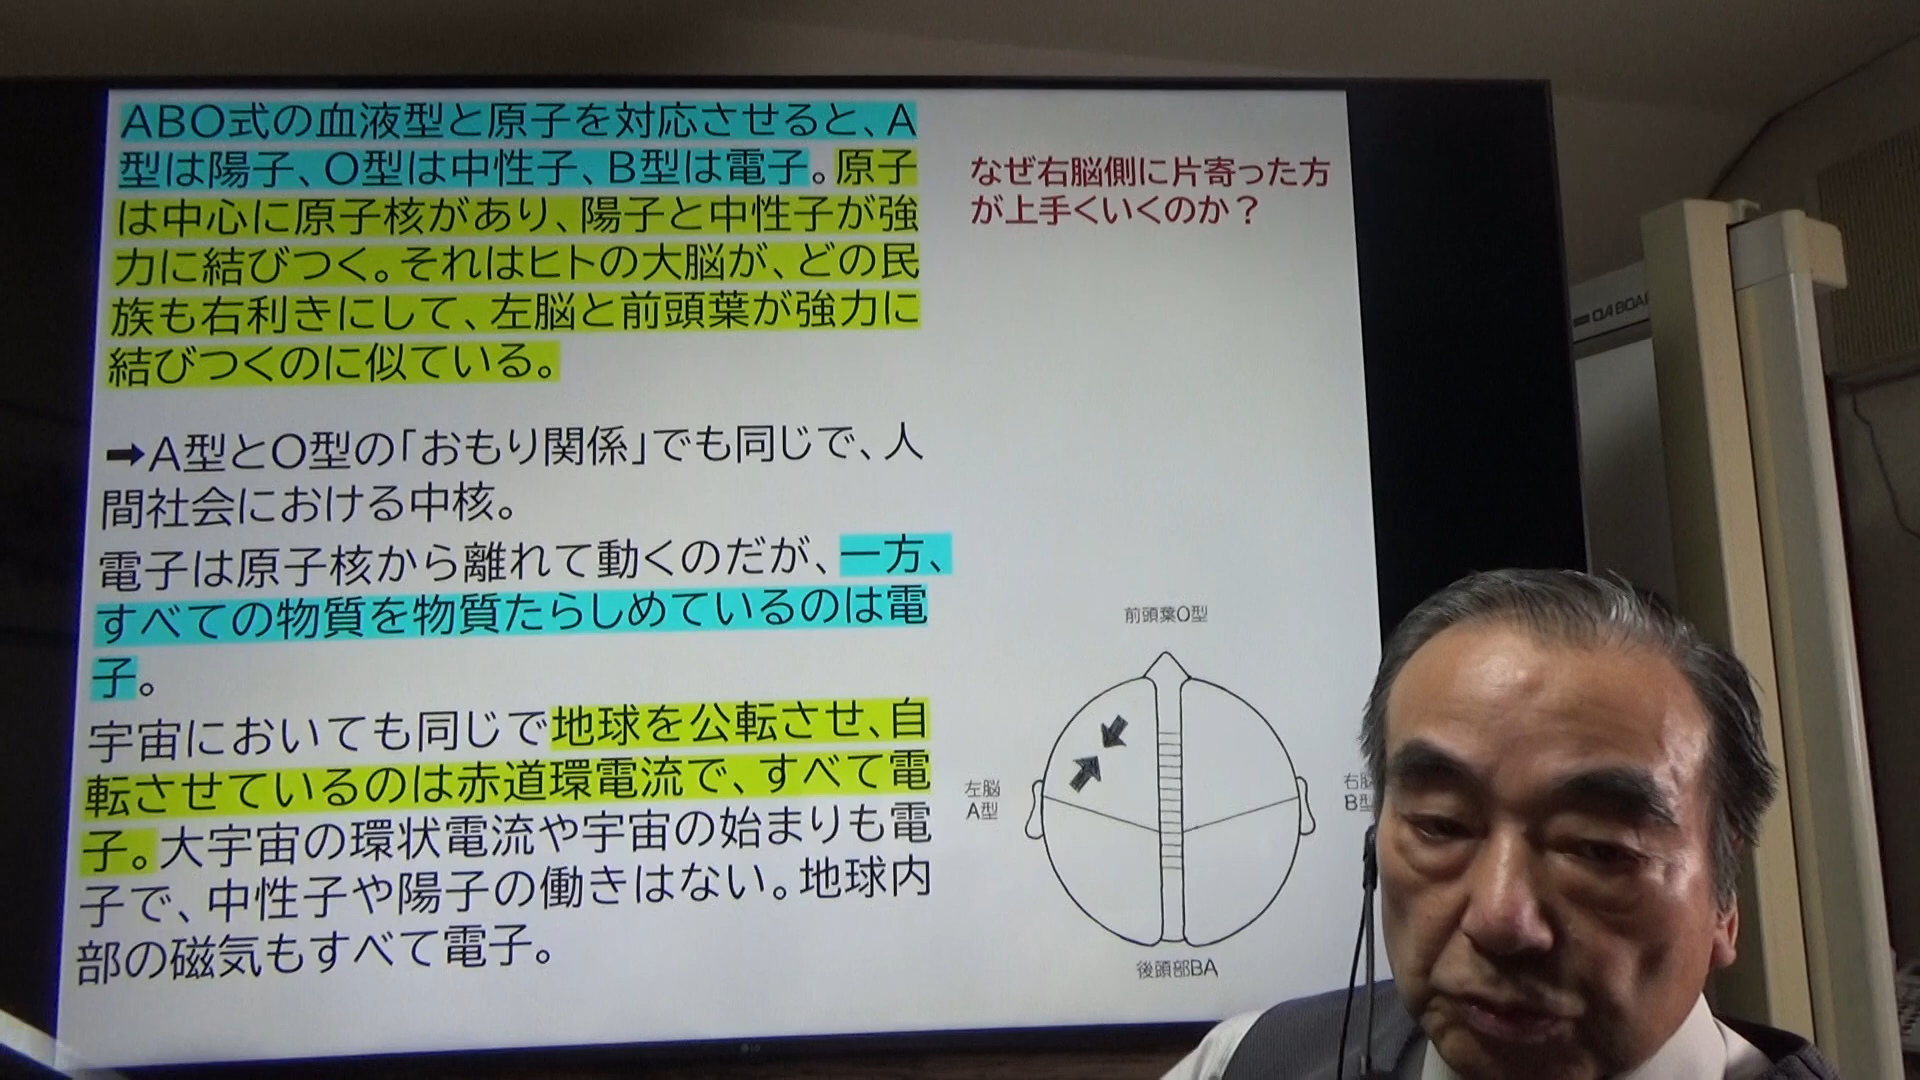 ABO式の血液型と原子を対応させると、A
型は陽子、O型は中性子、B型は電子。原子
は中心に原子核があり、陽子と中性子が強
力に結びつく。それはヒトの大脳が、どの民
族も右利きにして、左脳と前頭葉が強力に
結びつくのに似ている。
➡A型とO型の「おもり関係」でも同じで、人
間社会における中核。
電子は原子核から離れて動くのだが、一方、
すべての物質を物質たらしめているのは電
子。
宇宙においても同じで地球を公転させ、自
転させているのは赤道環電流で、すべて電
子。大宇宙の環状電流や宇宙の始まりも電
子で、中性子や陽子の働きはない。地球内
部の磁気もすべて電子。
なぜ右脳側に片寄った方
が上手くいくのか？
前頭葉O型
左脳
A型
右脳
B型
後頭部BA
OA BOA
LG